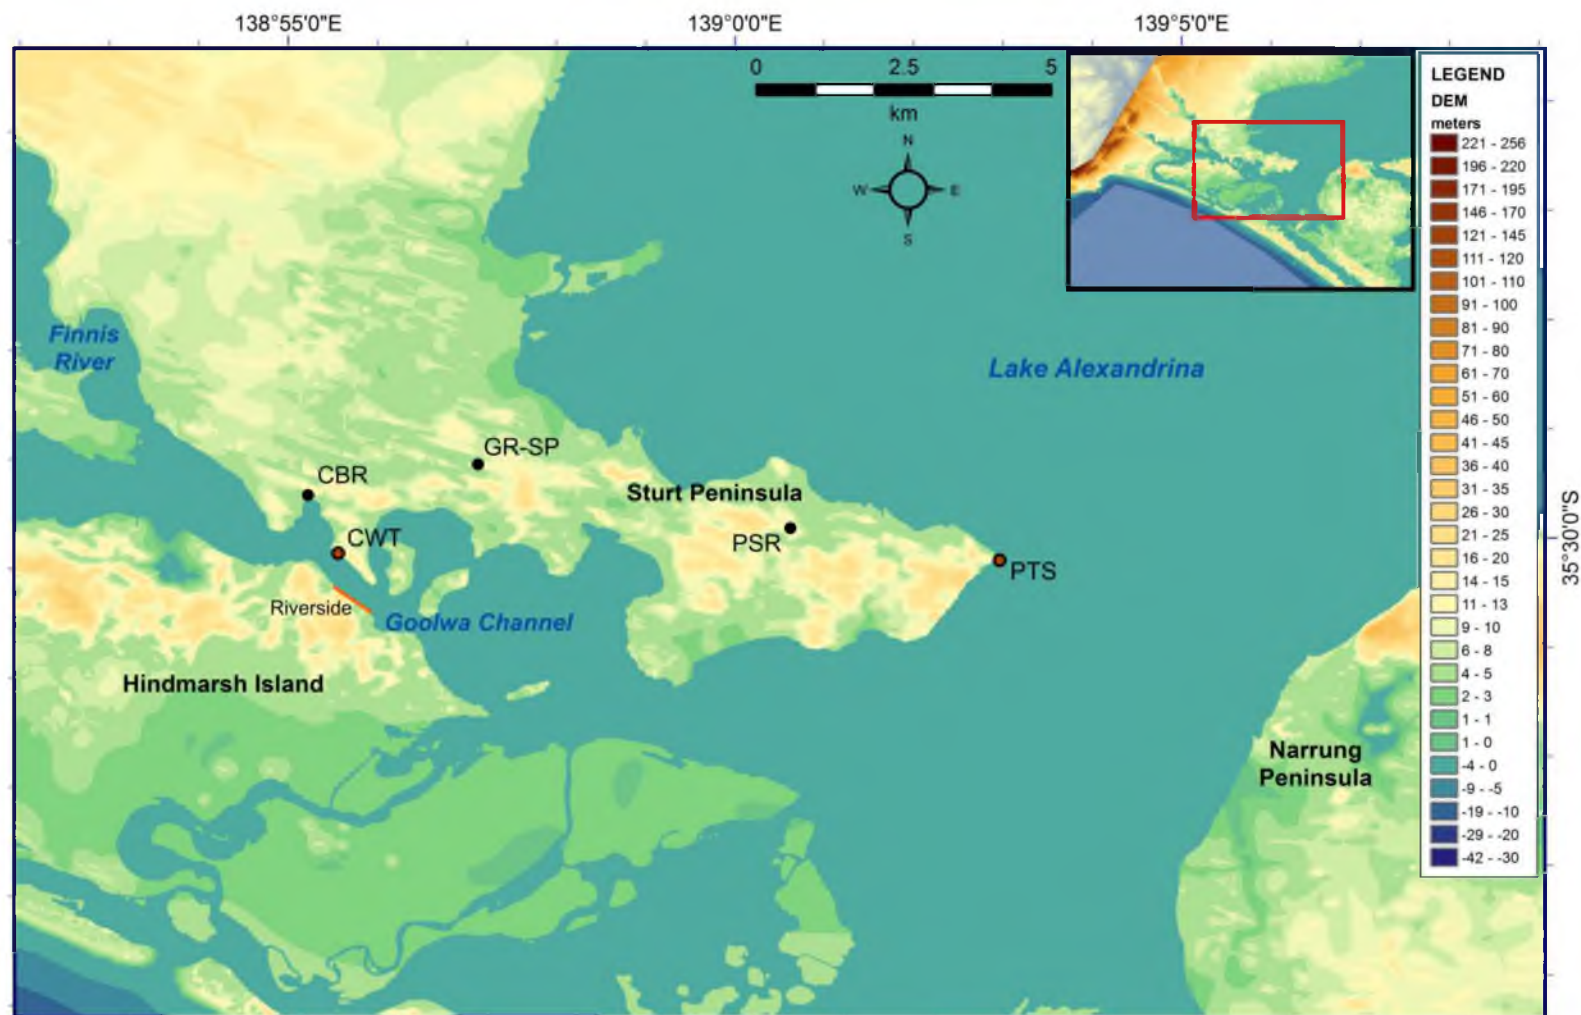 138°55'0"E
139°0'0"E
139°5'0"E
0 2.5 5
km
N
W E
S
LEGEND
DEM
meters
221 - 256
196 - 220
171 - 195
146 - 170
121 - 145
111 - 120
101 - 110
91 - 100
81 - 90
71 - 80
61 - 70
51 - 60
46 - 50
41 - 45
36 - 40
31 - 35
26 - 30
21 - 25
16 - 20
14 - 15
11 - 13
9 - 10
6 - 8
4 - 5
2 - 3
1 - 1
1 - 0
-4 - 0
-9 - -5
-19 - -10
-29 - -20
-42 - -30
Finnis
River
Lake Alexandrina
GR-SP
CBR
Sturt Peninsula
CWT
PSR
PTS
35°30'0"S
Riverside
Goolwa Channel
Hindmarsh Island
Narrung
Peninsula